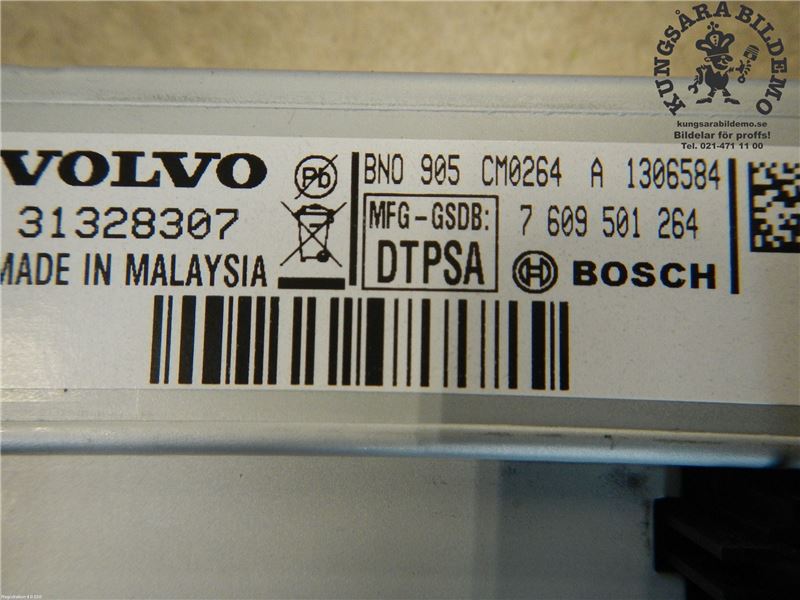 KUNGSÅRA BILDEMO
kungsarabildemo.se
Bildelar för proffs!
Tel. 021-471 11 00
VOLVO
Pb
BNO 905 CM0264 A 1306584
31328307
MFG-GSDB:
DTPSA
7 609 501 264
MADE IN MALAYSIA
BOSCH